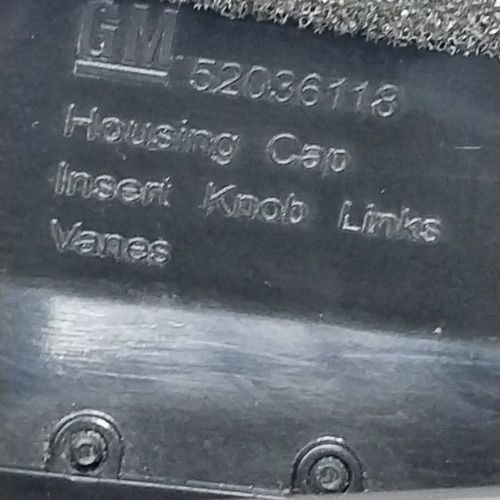 GM 52036118
Housing Cap
Insert Knob Links
Vanes